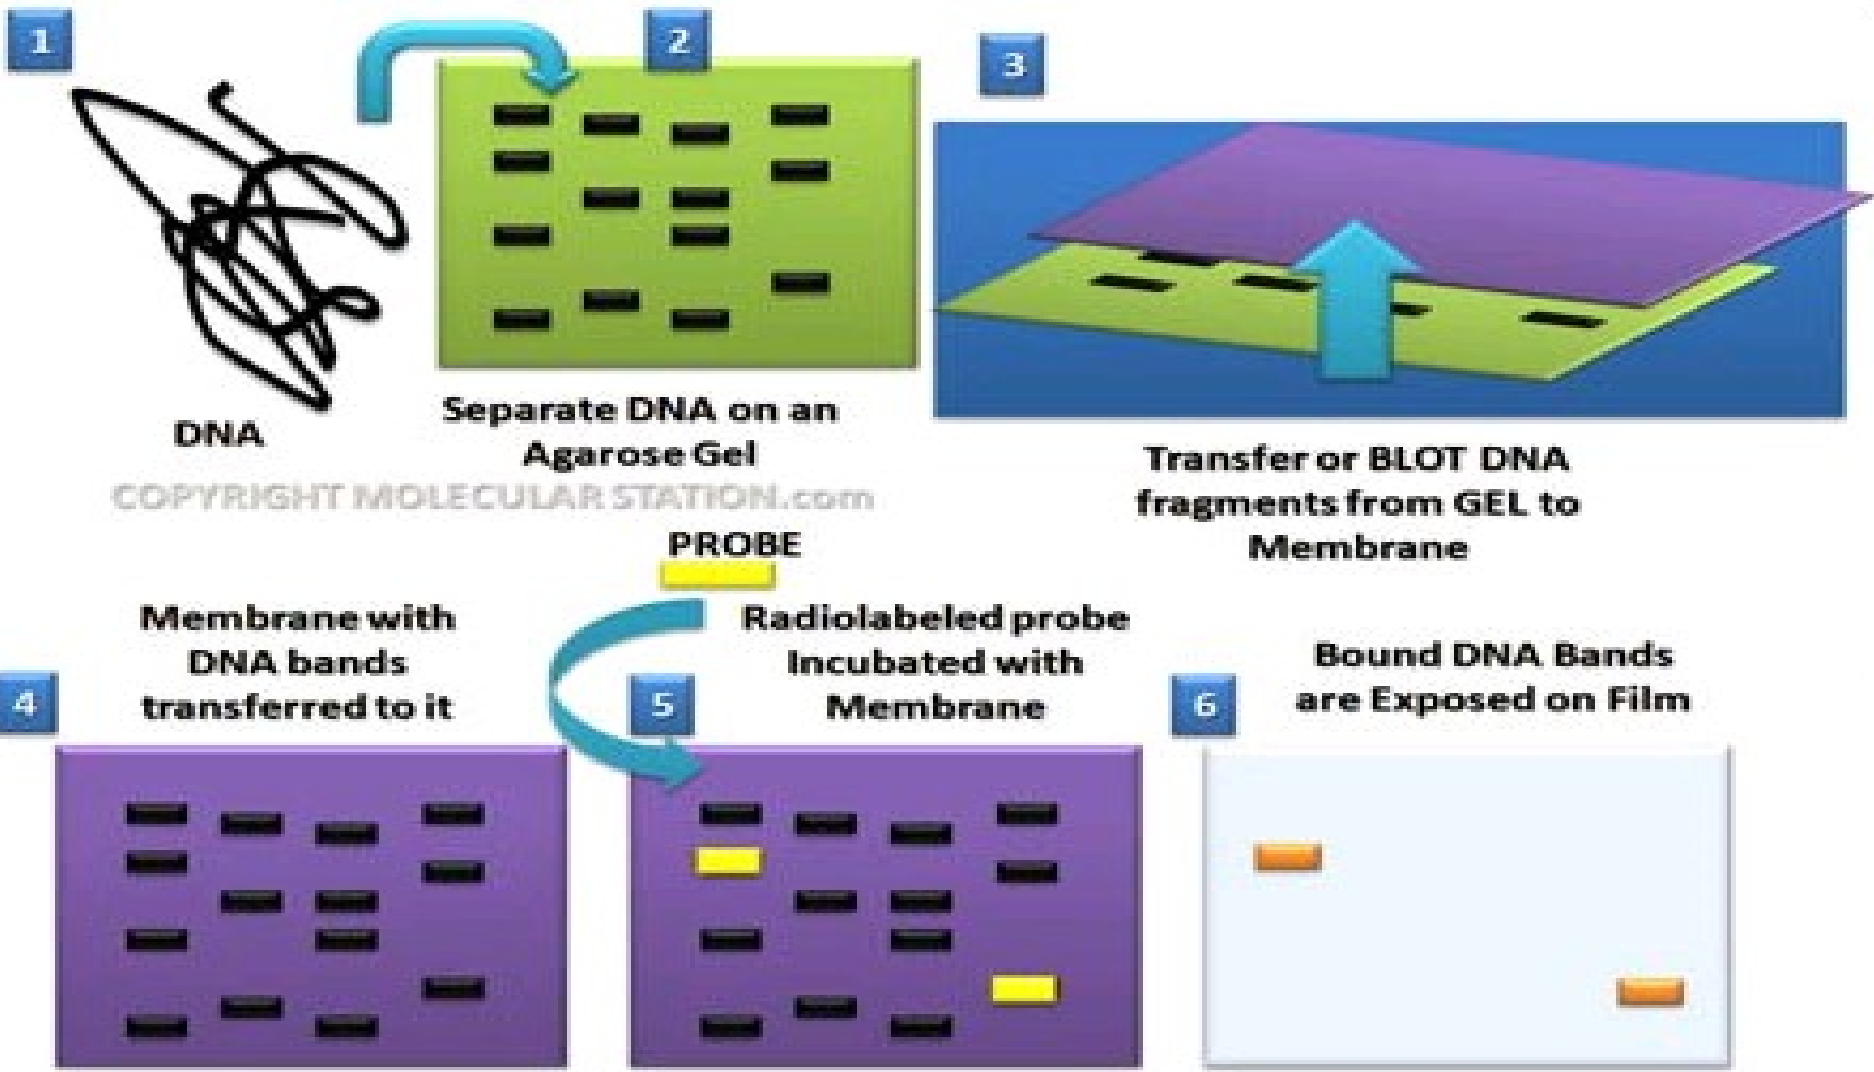 1
2
3
DNA
Separate DNA on an
Agarose Gel
COPYRIGHT MOLECULAR STATION.com
Transfer or BLOT DNA
fragments from GEL to
Membrane
PROBE
4
Membrane with
DNA bands
transferred to it
5
Radiolabeled probe
Incubated with
Membrane
6
Bound DNA Bands
are Exposed on Film